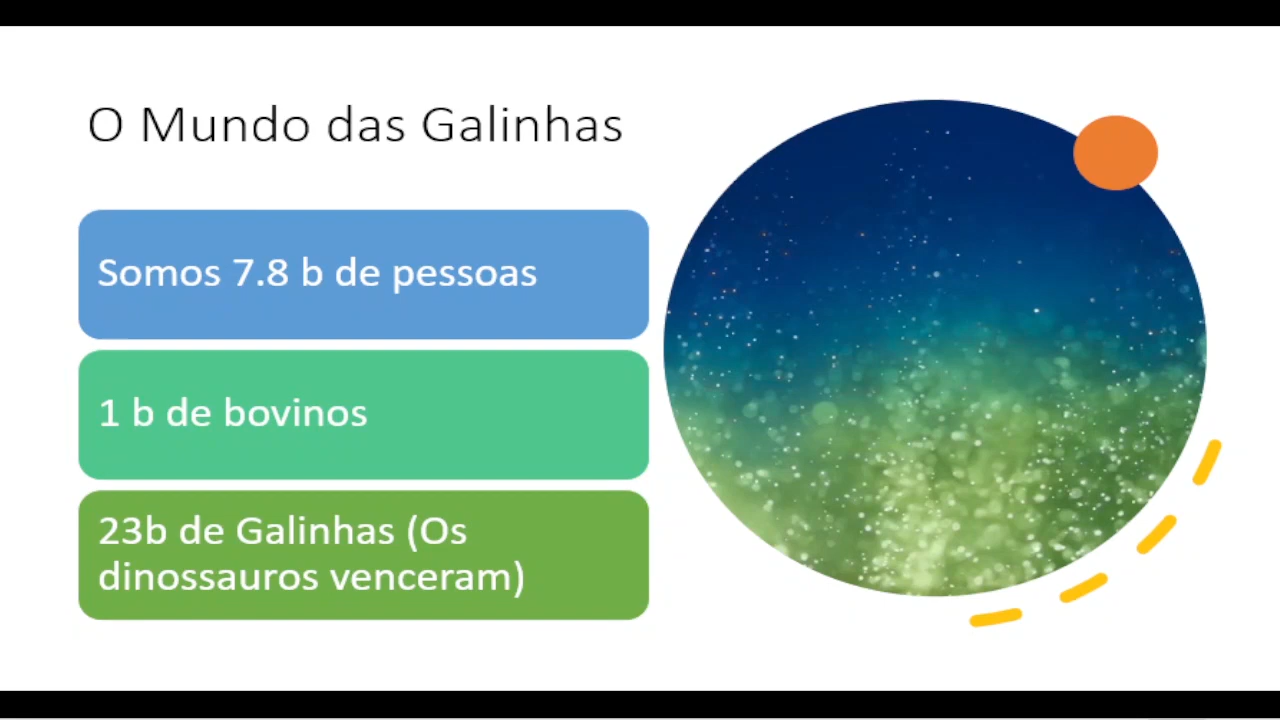 O Mundo das Galinhas
Somos 7.8 b de pessoas
1 b de bovinos
23b de Galinhas (Os
dinossauros venceram)